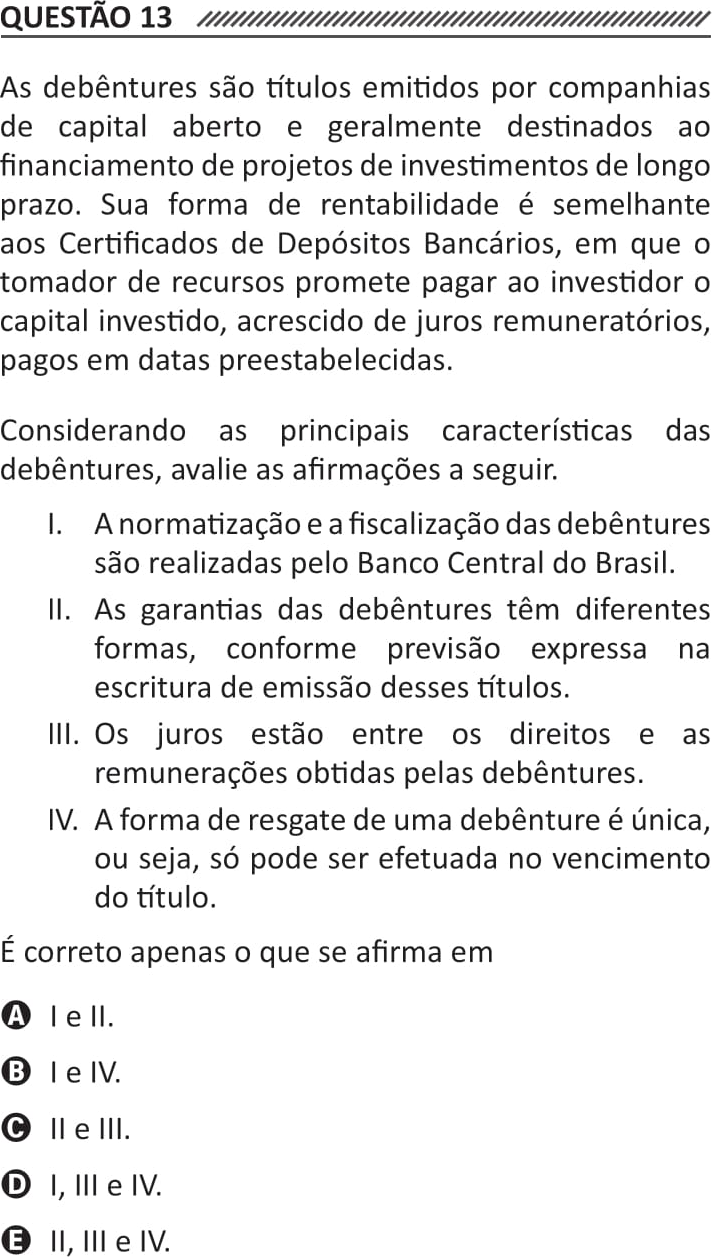 QUESTÃO 13
As debêntures são títulos emitidos por companhias
de capital aberto e geralmente destinados ao
financiamento de projetos de investimentos de longo
prazo. Sua forma de rentabilidade é semelhante
aos Certificados de Depósitos Bancários, em que o
tomador de recursos promete pagar ao investidor o
capital investido, acrescido de juros remuneratórios,
pagos em datas preestabelecidas.
Considerando as principais características das
debêntures, avalie as afirmações a seguir.
I. A normatização e a fiscalização das debêntures
são realizadas pelo Banco Central do Brasil.
II. As garantias das debêntures têm diferentes
formas, conforme previsão expressa na
escritura de emissão desses títulos.
III. Os juros estão entre os direitos e as
remunerações obtidas pelas debêntures.
IV. A forma de resgate de uma debênture é única,
ou seja, só pode ser efetuada no vencimento
do título.
É correto apenas o que se afirma em
A I e II.
B I e IV.
C II e III.
D I, III e IV.
E II, III e IV.